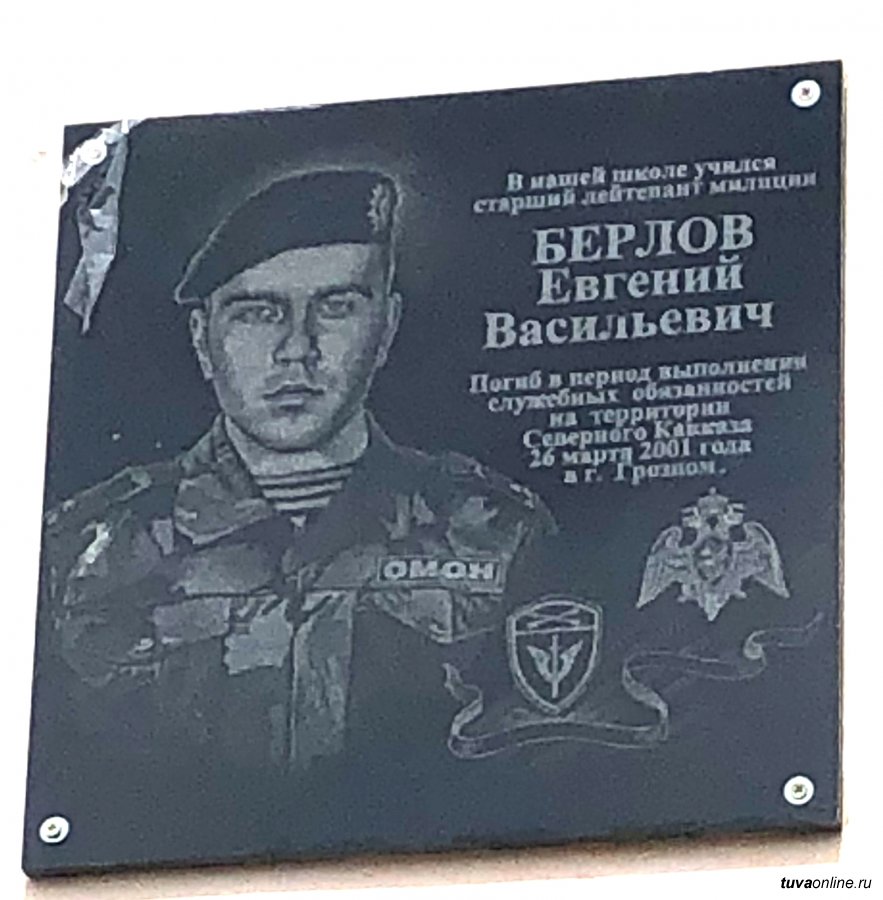 В нашей школе учился
старший лейтенант милиции
БЕРЛОВ
Евгений
Васильевич
Погиб в период выполнения
служебных обязанностей
на территории
Северного Кавказа
26 марта 2001 года
в г. Грозном.
ОМОН
tuvaonline.ru